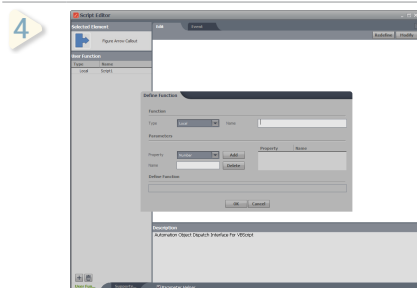 4
Script Editor
Selected Element
Edit
Event
Figure Arrow Callout
Redefine
Modify
User Function
Type Name
Local Script1
Define Function
Function
Type
Local
Name
Parameters
Property Name
Property
Number
Add
Name
Delete
Define Function
OK
Cancel
Description
Automation Object Dispatch Interface For VBScript